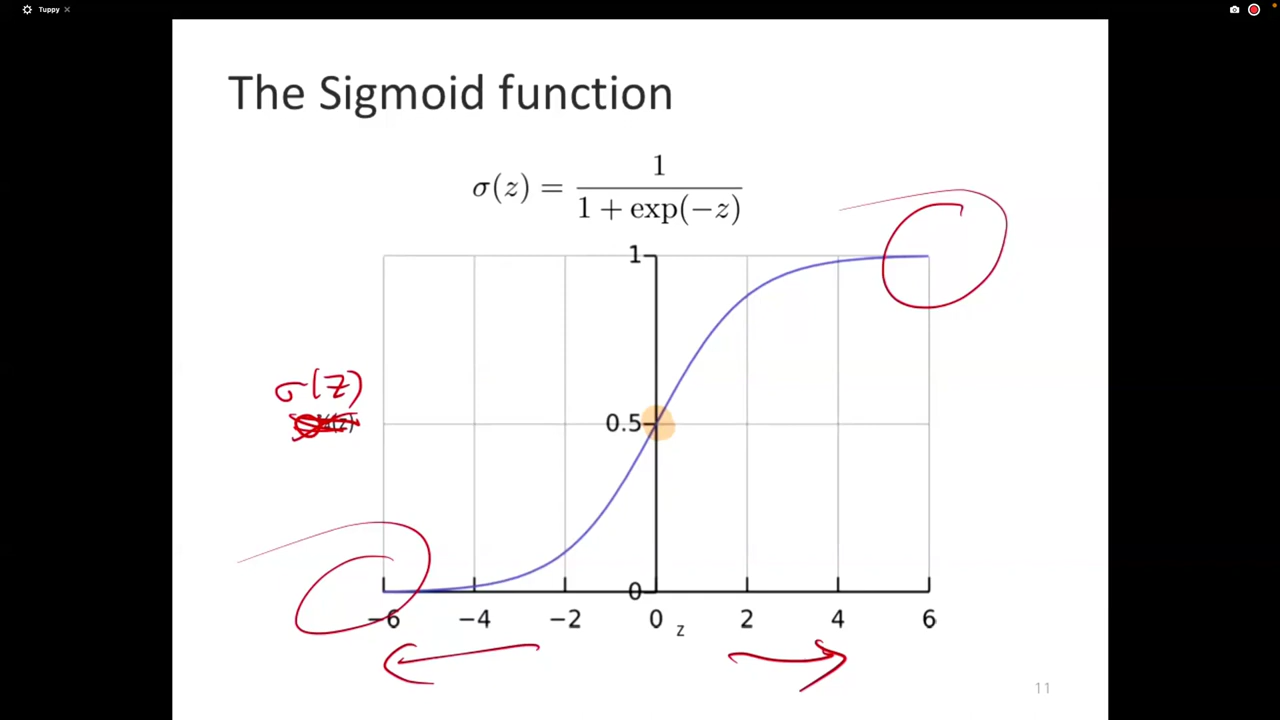 Tuppy
The Sigmoid function
σ(z) = 1 / (1 + exp(−z))
1
σ(z)
0.5
0
−6 −4 −2 0 2 4 6
z
11